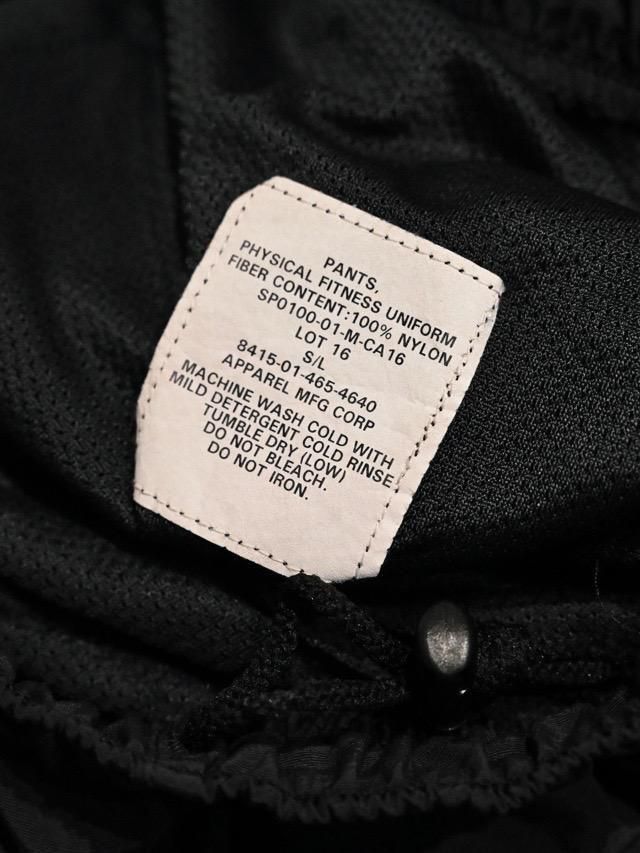 PANTS,
PHYSICAL FITNESS UNIFORM
FIBER CONTENT:100% NYLON
SP0100-01-M-CA16
LOT 16
S/L
8415-01-465-4640
APPAREL MFG CORP
MACHINE WASH COLD WITH
MILD DETERGENT COLD RINSE
TUMBLE DRY (LOW)
DO NOT BLEACH.
DO NOT IRON.